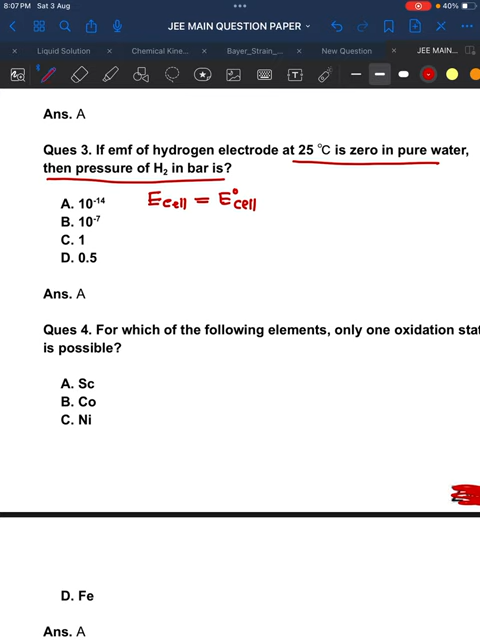 8:07 PM Sat 3 Aug
40%
JEE MAIN QUESTION PAPER
Liquid Solution
Chemical Kine...
Bayer_Strain_...
New Question
JEE MAIN...
Ans. A
Ques 3. If emf of hydrogen electrode at 25 ℃ is zero in pure water,
then pressure of H₂ in bar is?
A. 10⁻¹⁴
B. 10⁻⁷
C. 1
D. 0.5
E cell = E° cell
Ans. A
Ques 4. For which of the following elements, only one oxidation stat
is possible?
A. Sc
B. Co
C. Ni
D. Fe
Ans. A